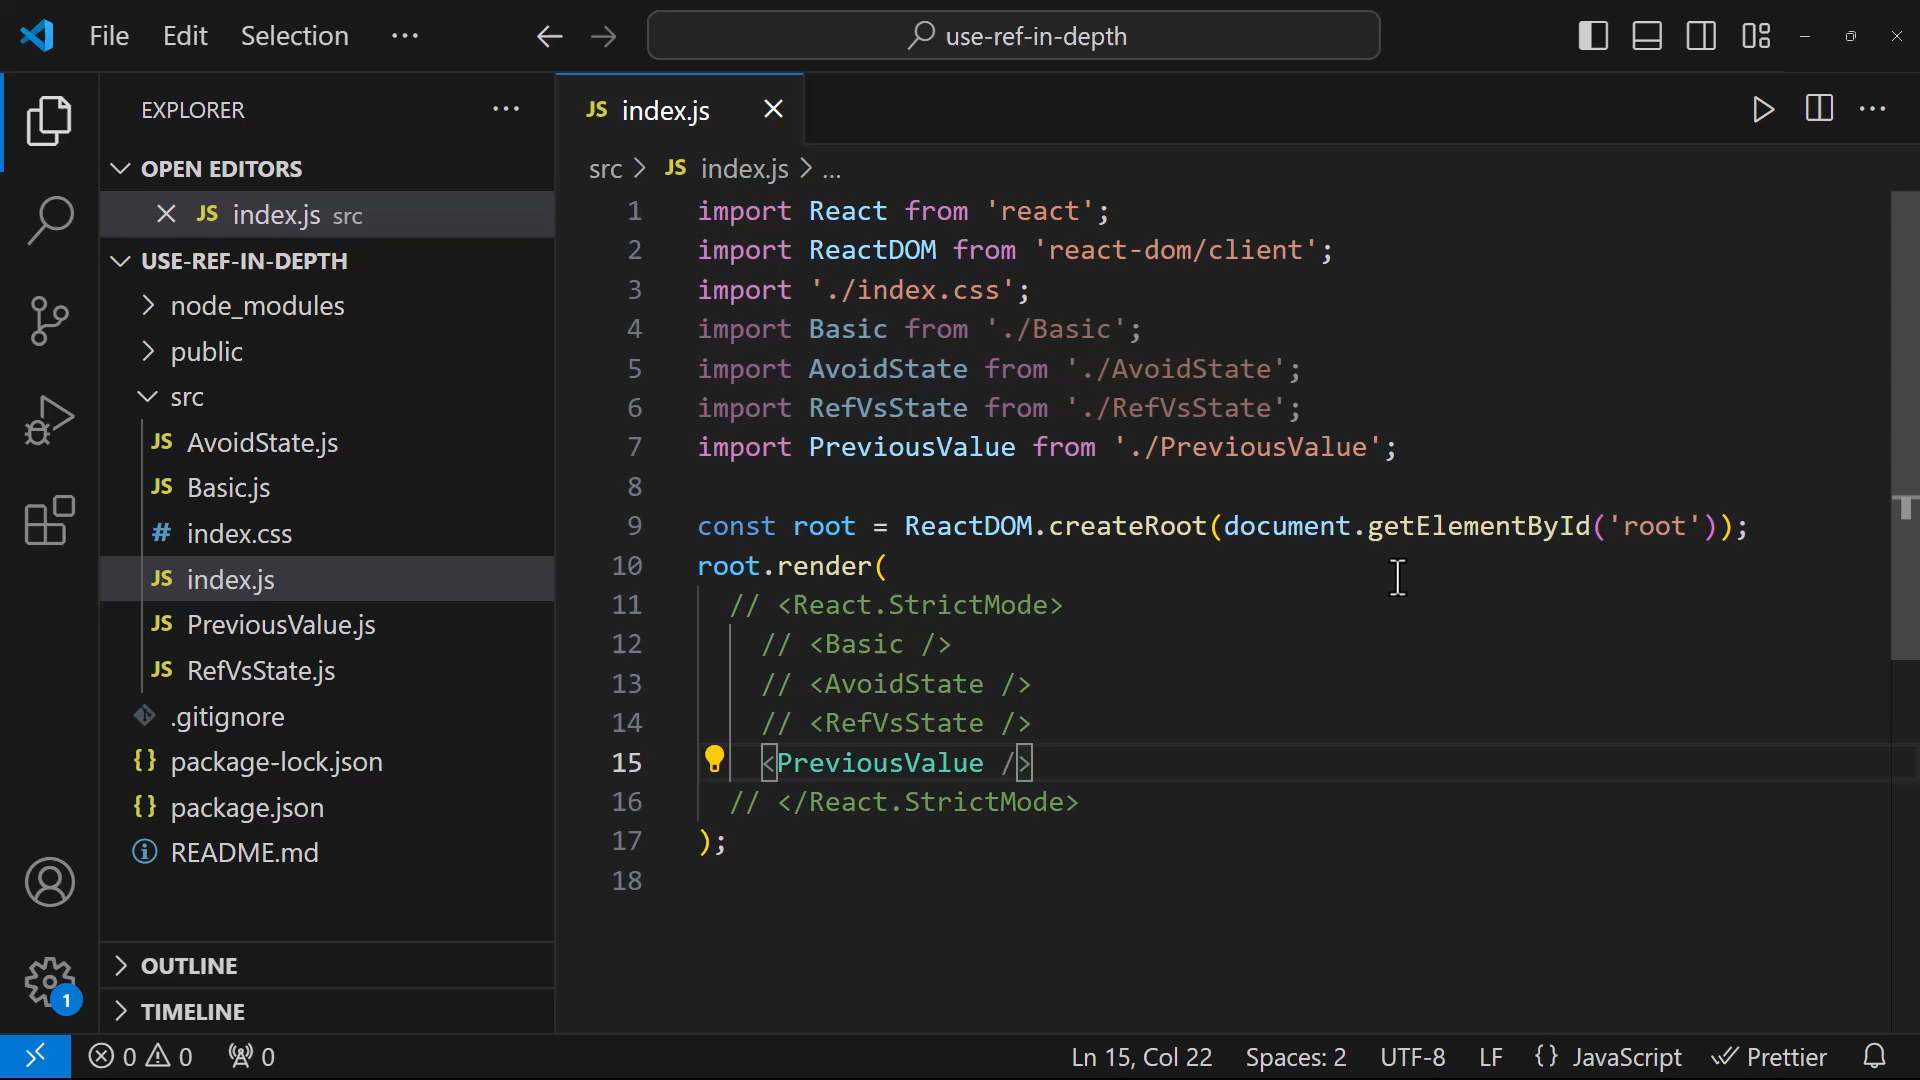 File Edit Selection ···
use-ref-in-depth
EXPLORER ···
OPEN EDITORS
JS index.js src
USE-REF-IN-DEPTH
node_modules
public
src
JS AvoidState.js
JS Basic.js
# index.css
JS index.js
JS PreviousValue.js
JS RefVsState.js
.gitignore
{} package-lock.json
{} package.json
README.md
OUTLINE
TIMELINE
1
JS index.js
src > JS index.js > ...
1 import React from 'react';
2 import ReactDOM from 'react-dom/client';
3 import './index.css';
4 import Basic from './Basic';
5 import AvoidState from './AvoidState';
6 import RefVsState from './RefVsState';
7 import PreviousValue from './PreviousValue';
8
9 const root = ReactDOM.createRoot(document.getElementById('root'));
10 root.render(
11 // <React.StrictMode>
12 // <Basic />
13 // <AvoidState />
14 // <RefVsState />
15 <PreviousValue />
16 // </React.StrictMode>
17 );
18
0 0 0 Ln 15, Col 22 Spaces: 2 UTF-8 LF {} JavaScript Prettier